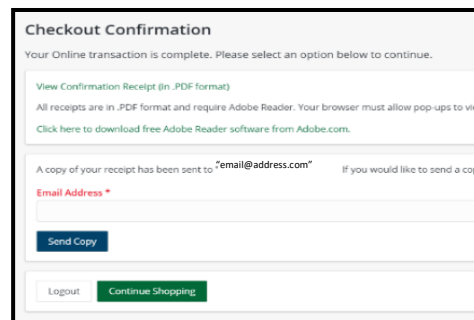 Checkout Confirmation
Your Online transaction is complete. Please select an option below to continue.
View Confirmation Receipt (in .PDF format)
All receipts are in .PDF format and require Adobe Reader. Your browser must allow pop-ups to vi
Click here to download free Adobe Reader software from Adobe.com.
A copy of your receipt has been sent to "email@address.com" If you would like to send a cop
Email Address *
Send Copy
Logout Continue Shopping